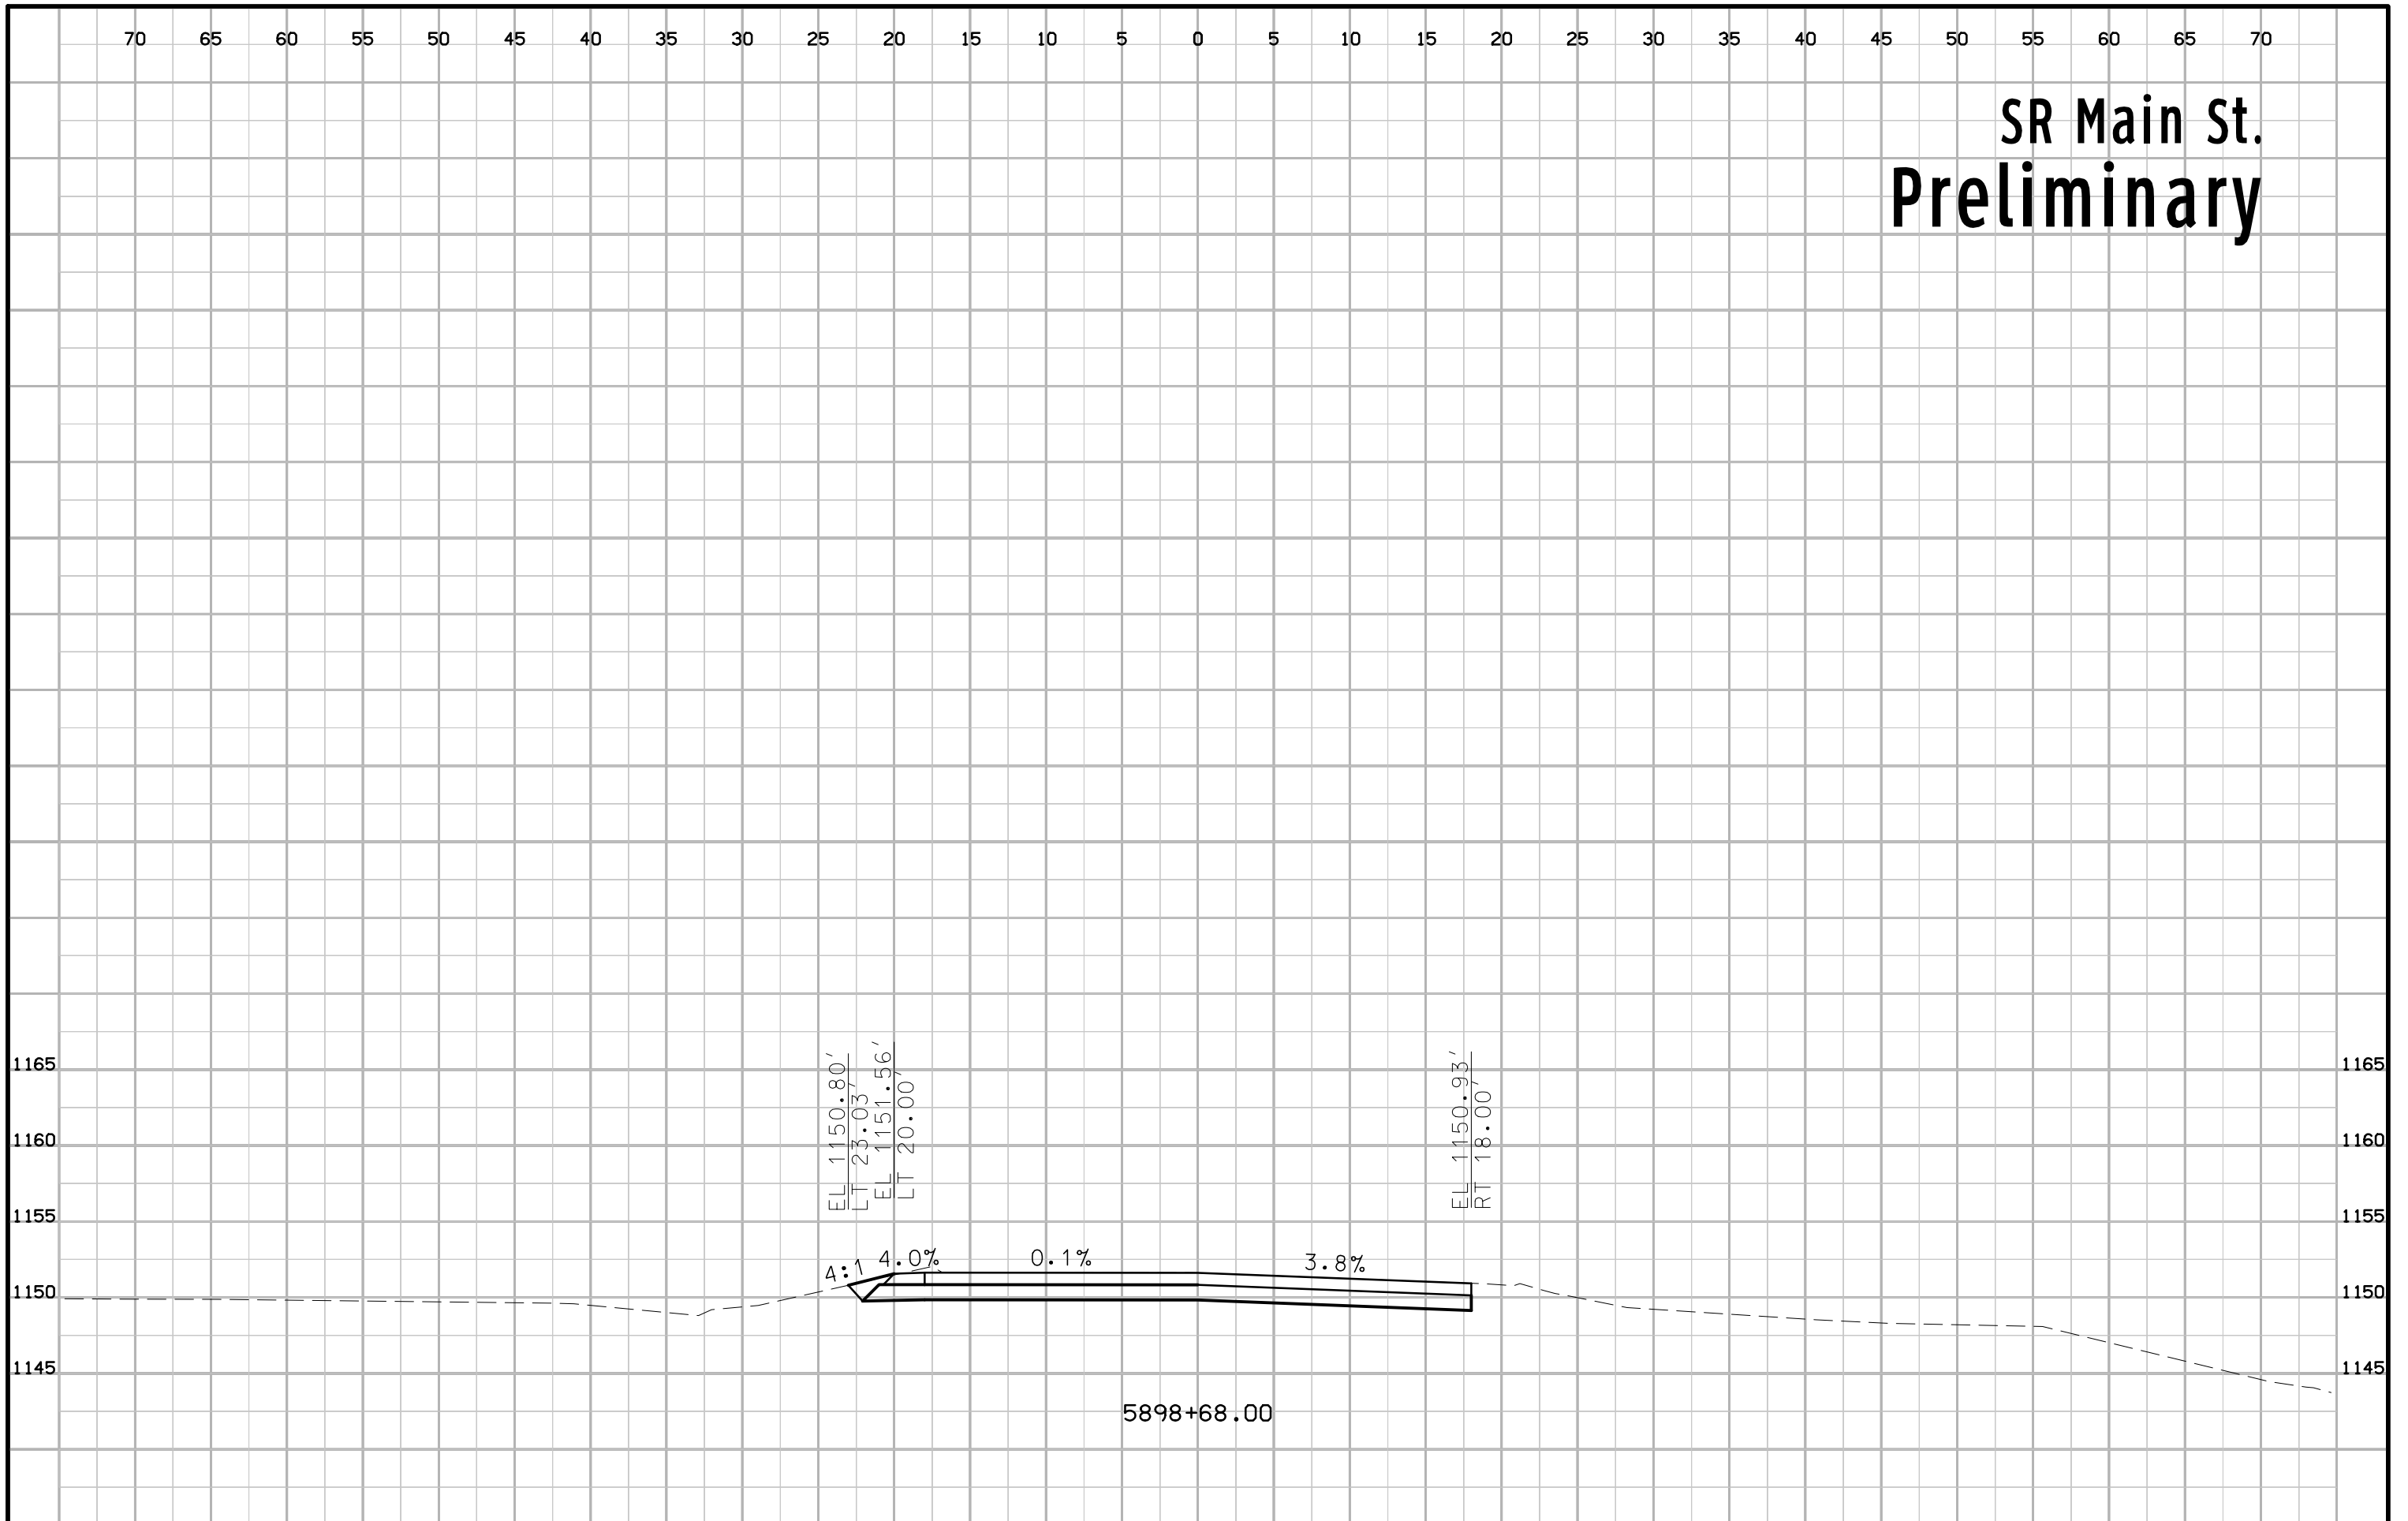 70 65 60 55 50 45 40 35 30 25 20 15 10 5 0 5 10 15 20 25 30 35 40 45 50 55 60 65 70
SR Main St.
Preliminary
EL 1150.80'
LT 23.03'
EL 1151.56'
LT 20.00'
EL 1150.93'
RT 18.00'
1165 1165
1160 1160
1155 1155
4:1 4.0% 0.1% 3.8%
1150 1150
1145 1145
5898+68.00